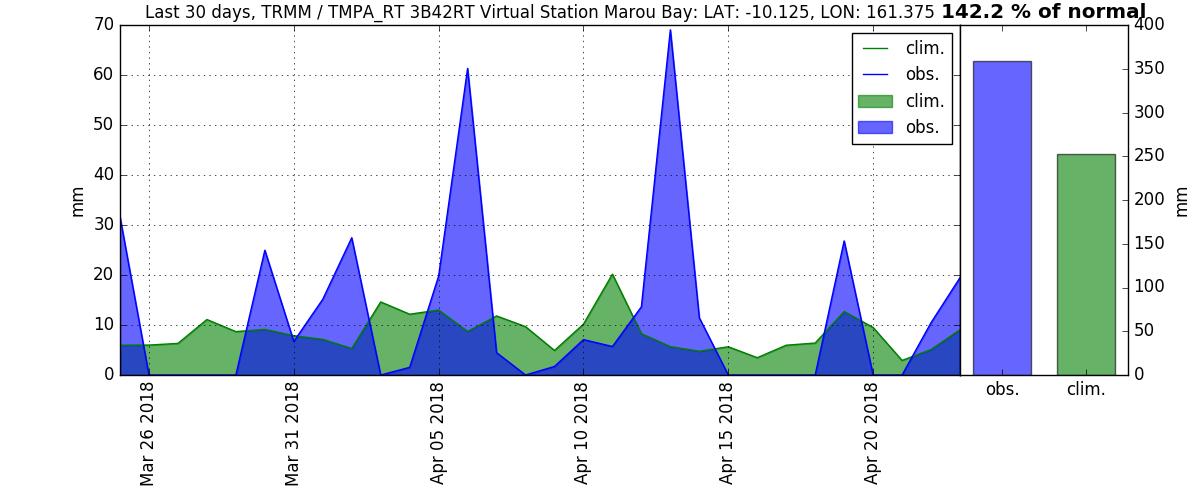 Last 30 days, TRMM / TMPA_RT 3B42RT Virtual Station Marou Bay: LAT: -10.125, LON: 161.375 142.2 % of normal
70
60
50
40
30
20
10
0
mm
clim.
obs.
clim.
obs.
Mar 26 2018
Mar 31 2018
Apr 05 2018
Apr 10 2018
Apr 15 2018
Apr 20 2018
400
350
300
250
200
150
100
50
0
mm
obs.
clim.